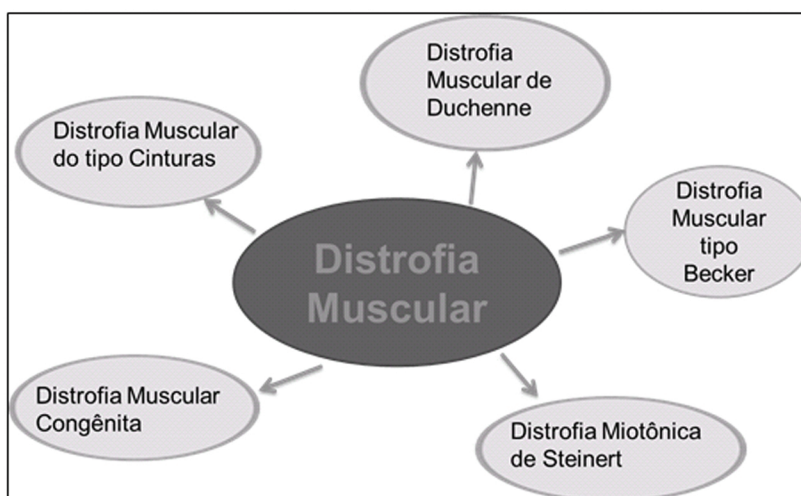 Distrofia
Muscular de
Duchenne
Distrofia Muscular
do tipo Cinturas
Distrofia
Muscular
tipo
Becker
Distrofia
Muscular
Distrofia Muscular
Congênita
Distrofia Miotônica
de Steinert